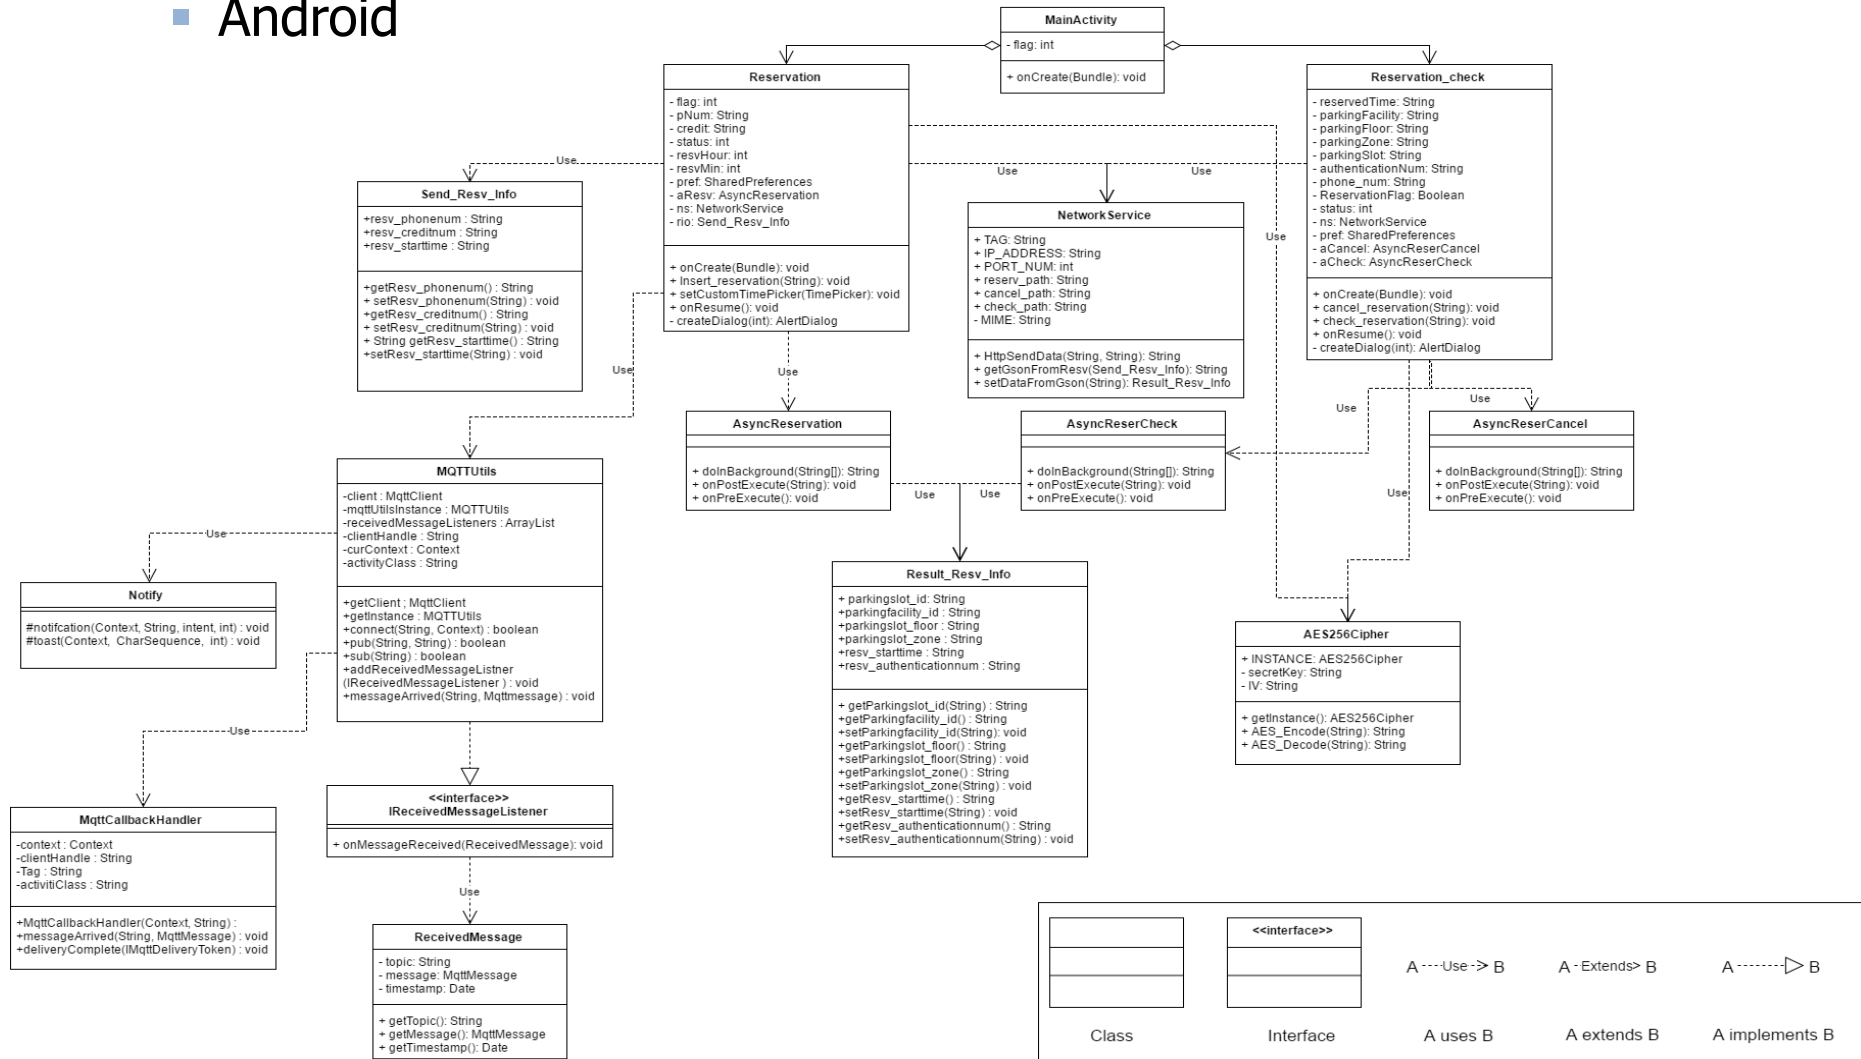 Android
MainActivity
- flag: int
+ onCreate(Bundle): void
Reservation
- flag: int
- pNum: String
- credit: String
- status: int
- resvHour: int
- resvMin: int
- pref: SharedPreferences
- aResv: AsyncReservation
- ns: NetworkService
- rio: Send_Resv_Info
+ onCreate(Bundle): void
+ Insert_reservation(String): void
+ setCustomTimePicker(TimePicker): void
+ onResume(): void
- createDialog(int): AlertDialog
Reservation_check
- reservedTime: String
- parkingFacility: String
- parkingFloor: String
- parkingZone: String
- parkingSlot: String
- authenticationNum: String
- phone_num: String
- ReservationFlag: Boolean
- status: int
- ns: NetworkService
- pref: SharedPreferences
- aCancel: AsyncReserCancel
- aCheck: AsyncReserCheck
+ onCreate(Bundle): void
+ cancel_reservation(String): void
+ check_reservation(String): void
+ onResume(): void
- createDialog(int): AlertDialog
Use
Use
Use
Use
Send_Resv_Info
+resv_phonenum : String
+resv_creditnum : String
+resv_starttime : String
+getResv_phonenum() : String
+ setResv_phonenum(String) : void
+getResv_creditnum() : String
+ setResv_creditnum(String) : void
+ String getResv_starttime() : String
+setResv_starttime(String) : void
NetworkService
+ TAG: String
+ IP_ADDRESS: String
+ PORT_NUM: int
+ reserv_path: String
+ cancel_path: String
+ check_path: String
- MIME: String
+ HttpSendData(String, String): String
+ getGsonFromResv(Send_Resv_Info): String
+ setDataFromGson(String): Result_Resv_Info
Use
Use
Use
Use
AsyncReservation
+ doInBackground(String[]): String
+ onPostExecute(String): void
+ onPreExecute(): void
AsyncReserCheck
+ doInBackground(String[]): String
+ onPostExecute(String): void
+ onPreExecute(): void
AsyncReserCancel
+ doInBackground(String[]): String
+ onPostExecute(String): void
+ onPreExecute(): void
Use
Use
Use
MQTTUtils
-client : MqttClient
-mqttUtilsInstance : MQTTUtils
-receivedMessageListeners : ArrayList
-clientHandle : String
-curContext : Context
-activityClass : String
+getClient ; MqttClient
+getInstance : MQTTUtils
+connect(String, Context) : boolean
+pub(String, String) : boolean
+sub(String) : boolean
+addReceivedMessageListner
(IReceivedMessageListener ) : void
+messageArrived(String, Mqttmessage) : void
Use
Notify
#notifcation(Context, String, intent, int) : void
#toast(Context, CharSequence, int) : void
Result_Resv_Info
+ parkingslot_id: String
+parkingfacility_id : String
+parkingslot_floor : String
+parkingslot_zone : String
+resv_starttime : String
+resv_authenticationnum : String
+ getParkingslot_id(String) : String
+getParkingfacility_id() : String
+setParkingfacility_id(String): void
+getParkingslot_floor() : String
+setParkingslot_floor(String) : void
+getParkingslot_zone() : String
+setParkingslot_zone(String) : void
+getResv_starttime() : String
+setResv_starttime(String) : void
+getResv_authenticationnum() : String
+setResv_authenticationnum(String) : void
AES256Cipher
+ INSTANCE: AES256Cipher
- secretKey: String
- IV: String
+ getInstance(): AES256Cipher
+ AES_Encode(String): String
+ AES_Decode(String): String
Use
MqttCallbackHandler
-context : Context
-clientHandle : String
-Tag : String
-activitiClass : String
+MqttCallbackHandler(Context, String) :
+messageArrived(String, MqttMessage) : void
+deliveryComplete(IMqttDeliveryToken) : void
<<interface>>
IReceivedMessageListener
+ onMessageReceived(ReceivedMessage): void
Use
ReceivedMessage
- topic: String
- message: MqttMessage
- timestamp: Date
+ getTopic(): String
+ getMessage(): MqttMessage
+ getTimestamp(): Date
<<interface>>
A Use B
A Extends B
A B
Class
Interface
A uses B
A extends B
A implements B